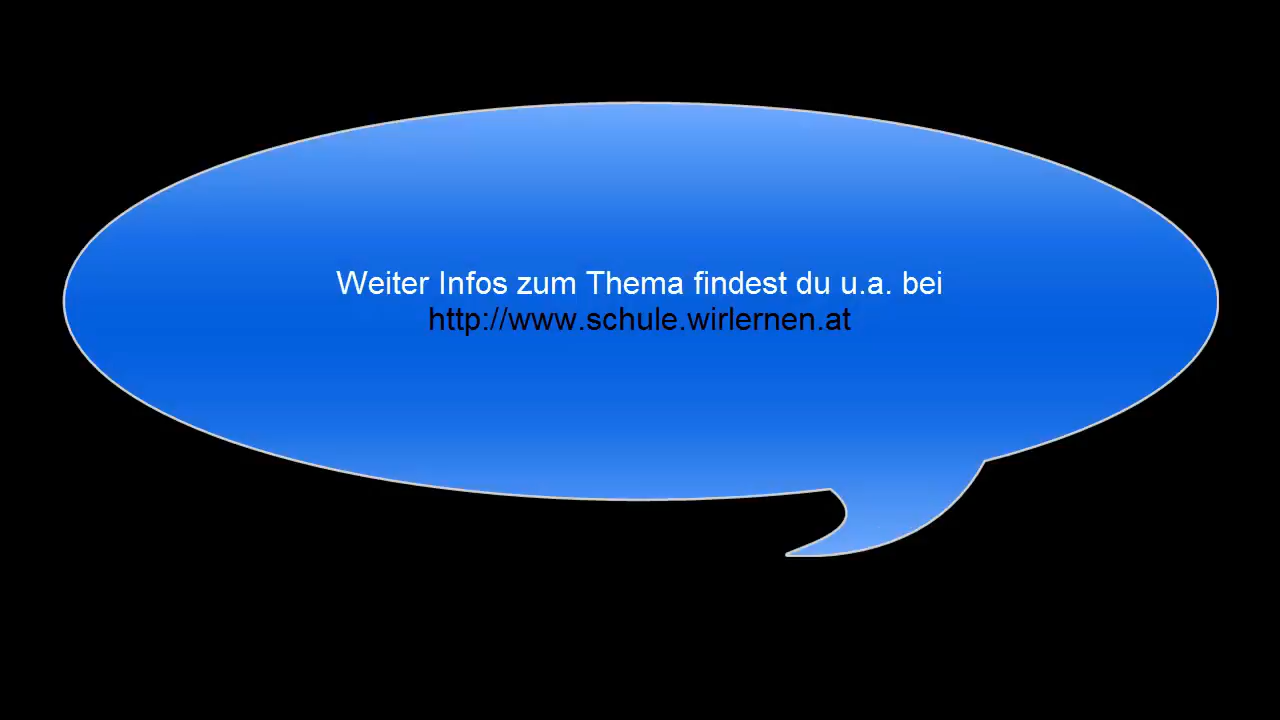 Weiter Infos zum Thema findest du u.a. bei
http://www.schule.wirlernen.at